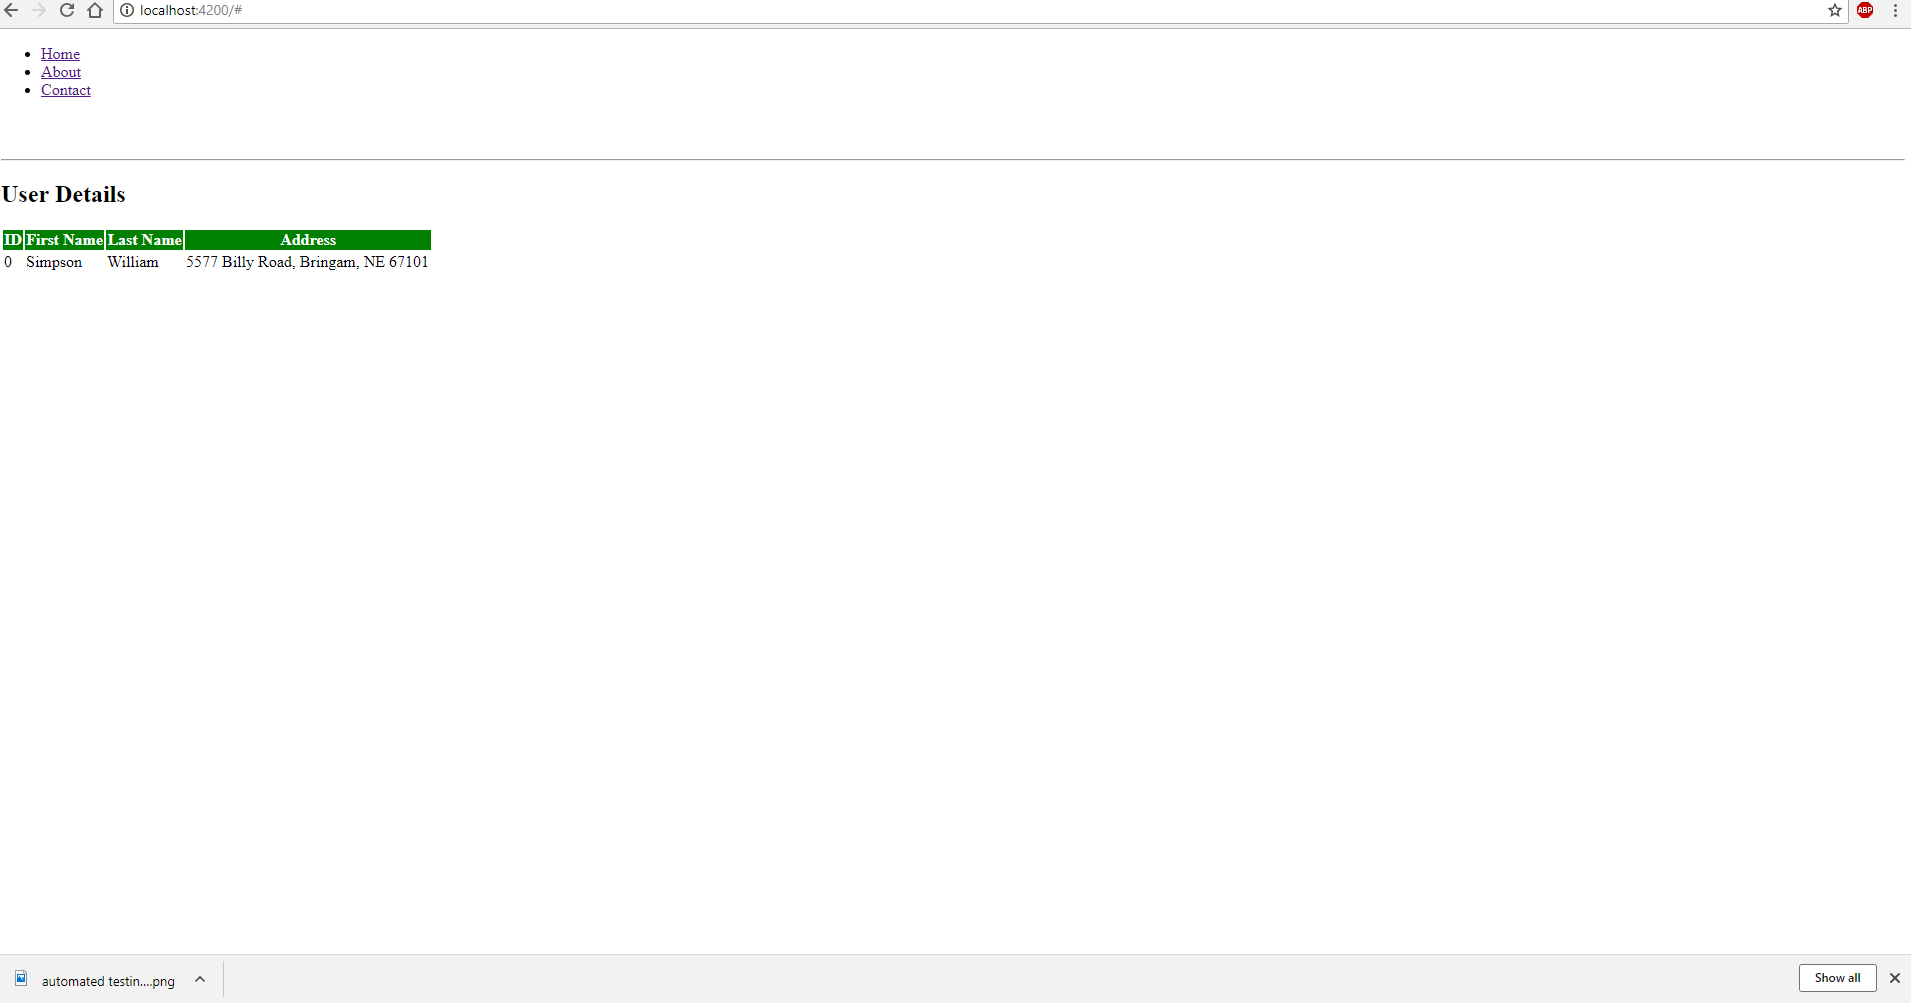 localhost:4200/#
ABP
Home
About
Contact
User Details
ID First Name Last Name Address
0 Simpson William 5577 Billy Road, Bringam, NE 67101
automated testin....png
Show all